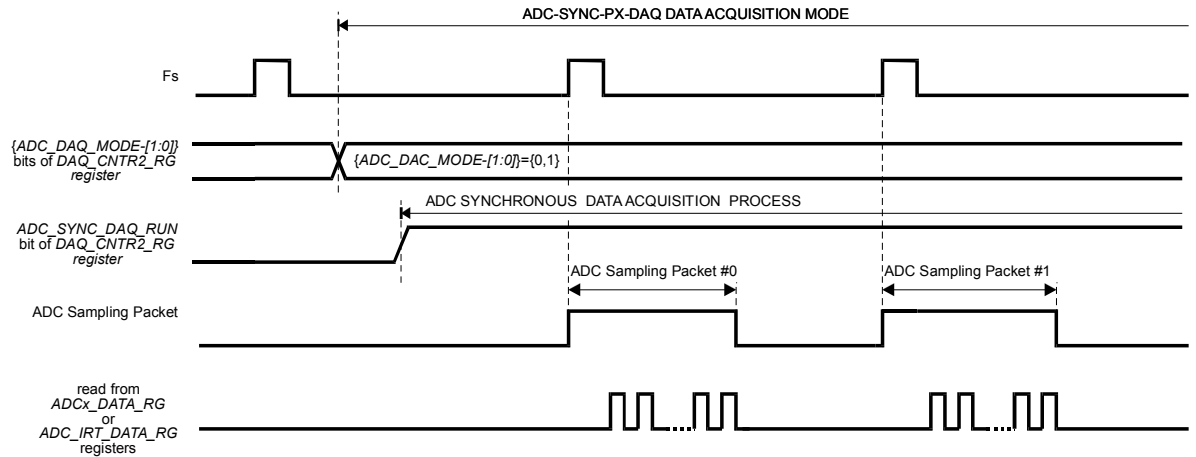 ADC-SYNC-PX-DAQ DATA ACQUISITION MODE
Fs
{ADC_DAQ_MODE-[1:0]}
bits of DAQ_CNTR2_RG
register
{ADC_DAC_MODE-[1:0]}={0,1}
ADC SYNCHRONOUS DATA ACQUISITION PROCESS
ADC_SYNC_DAQ_RUN
bit of DAQ_CNTR2_RG
register
ADC Sampling Packet #0
ADC Sampling Packet #1
ADC Sampling Packet
read from
ADCx_DATA_RG
or
ADC_IRT_DATA_RG
registers